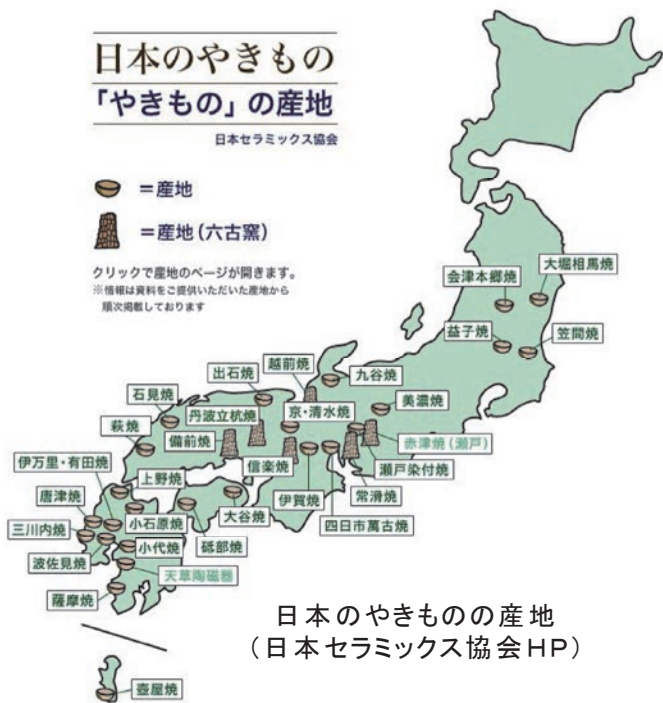 日本のやきもの
「やきもの」の産地
日本セラミックス協会
=産地
=産地(六古窯)
クリックで産地のページが開きます。
※情報は資料をご提供いただいた産地から
順次掲載しております
会津本郷焼
大堀相馬焼
益子焼
笠間焼
越前焼
九谷焼
出石焼
美濃焼
石見焼
丹波立杭焼
京・清水焼
萩焼
備前焼
赤津焼(瀬戸)
伊万里・有田焼
信楽焼
瀬戸染付焼
上野焼
伊賀焼
常滑焼
唐津焼
小石原焼
大谷焼
四日市萬古焼
三川内焼
砥部焼
小代焼
波佐見焼
天草陶磁器
薩摩焼
壺屋焼
日本のやきものの産地
(日本セラミックス協会HP)